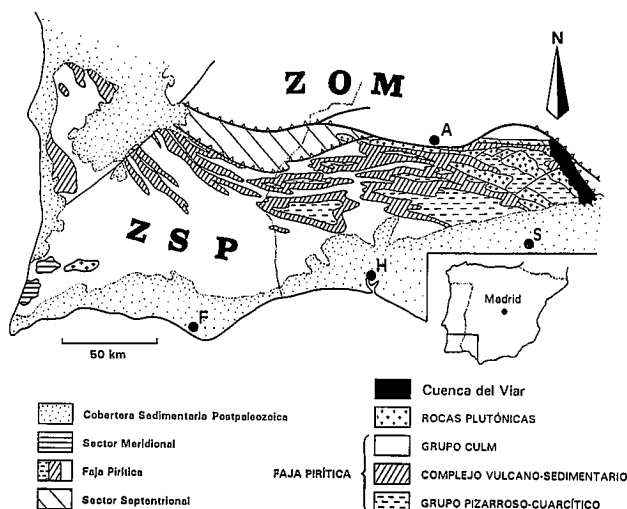 N
Z O M
A
Z S P
S
H
F
Madrid
50 km
Cobertera Sedimentaria Postpaleozoica
Sector Meridional
Faja Pirítica
Sector Septentrional
Cuenca del Viar
ROCAS PLUTÓNICAS
FAJA PIRÍTICA
GRUPO CULM
COMPLEJO VULCANO-SEDIMENTARIO
GRUPO PIZARROSO-CUARCÍTICO